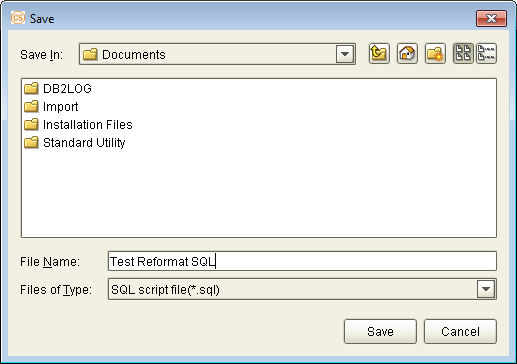 CS Save
Save In: Documents
DB2LOG
Import
Installation Files
Standard Utility
File Name: Test Reformat SQL
Files of Type: SQL script file(*.sql)
Save Cancel